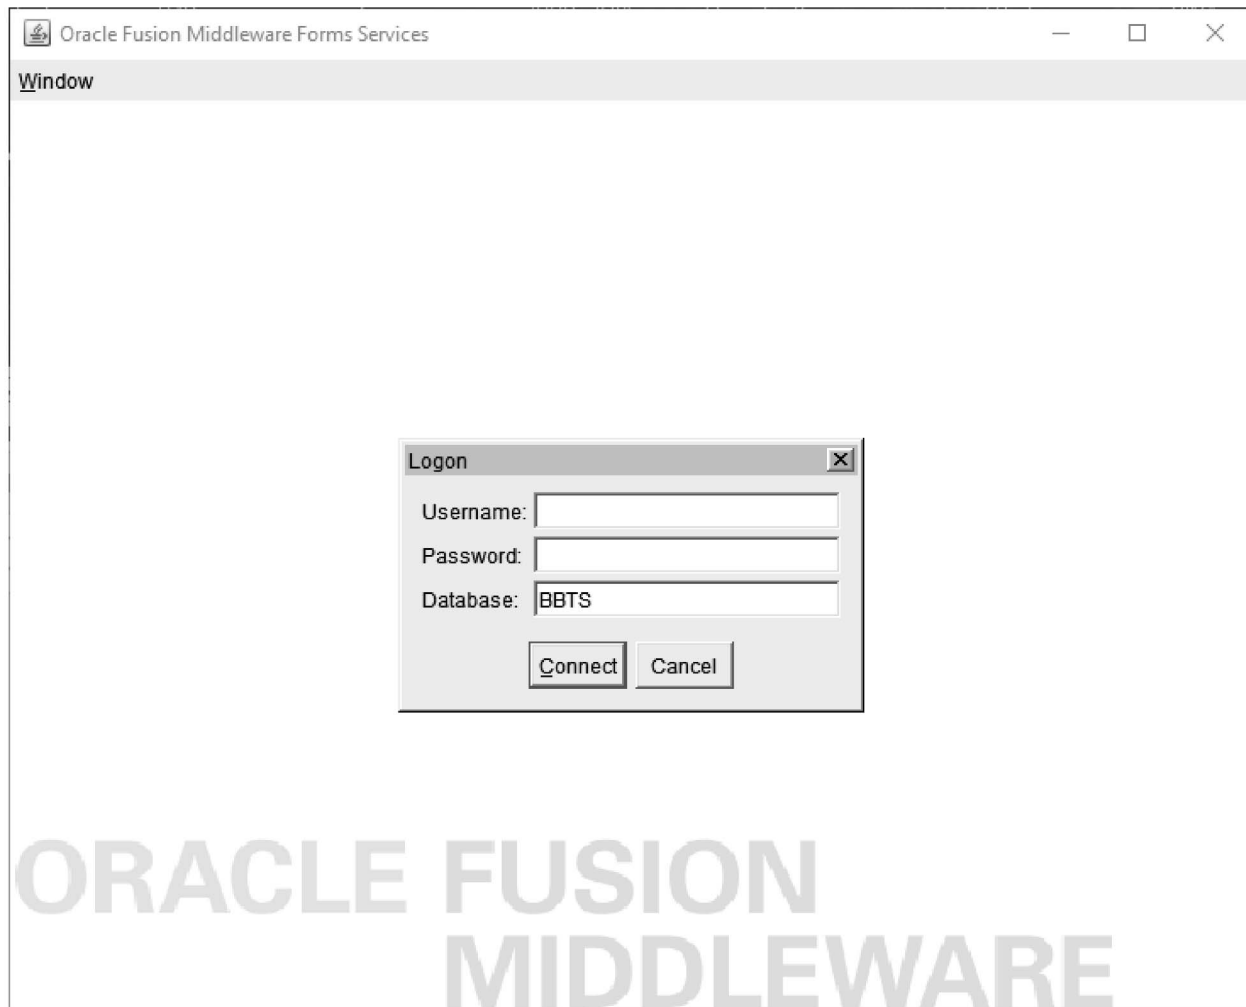 Oracle Fusion Middleware Forms Services
Window
Logon
Username:
Password:
Database: BBTS
Connect Cancel
ORACLE FUSION
MIDDLEWARE